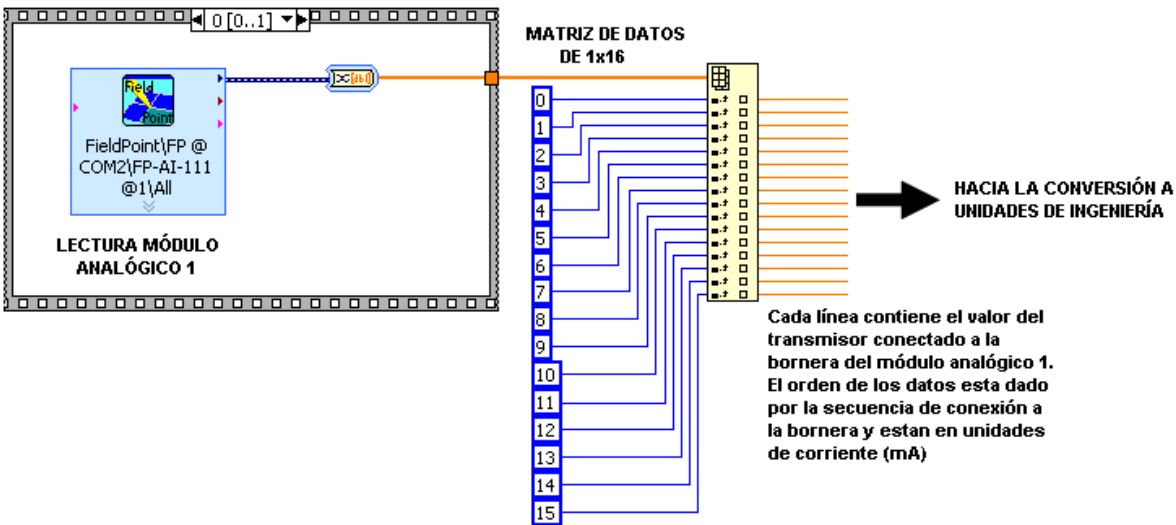 0 [0..1]
Field
Point
FieldPoint\FP @
COM2\FP-AI-111
@1\All
LECTURA MÓDULO
ANALÓGICO 1
MATRIZ DE DATOS
DE 1x16
0
1
2
3
4
5
6
7
8
9
10
11
12
13
14
15
HACIA LA CONVERSIÓN A
UNIDADES DE INGENIERÍA
Cada línea contiene el valor del
transmisor conectado a la
bornera del módulo analógico 1.
El orden de los datos esta dado
por la secuencia de conexión a
la bornera y estan en unidades
de corriente (mA)